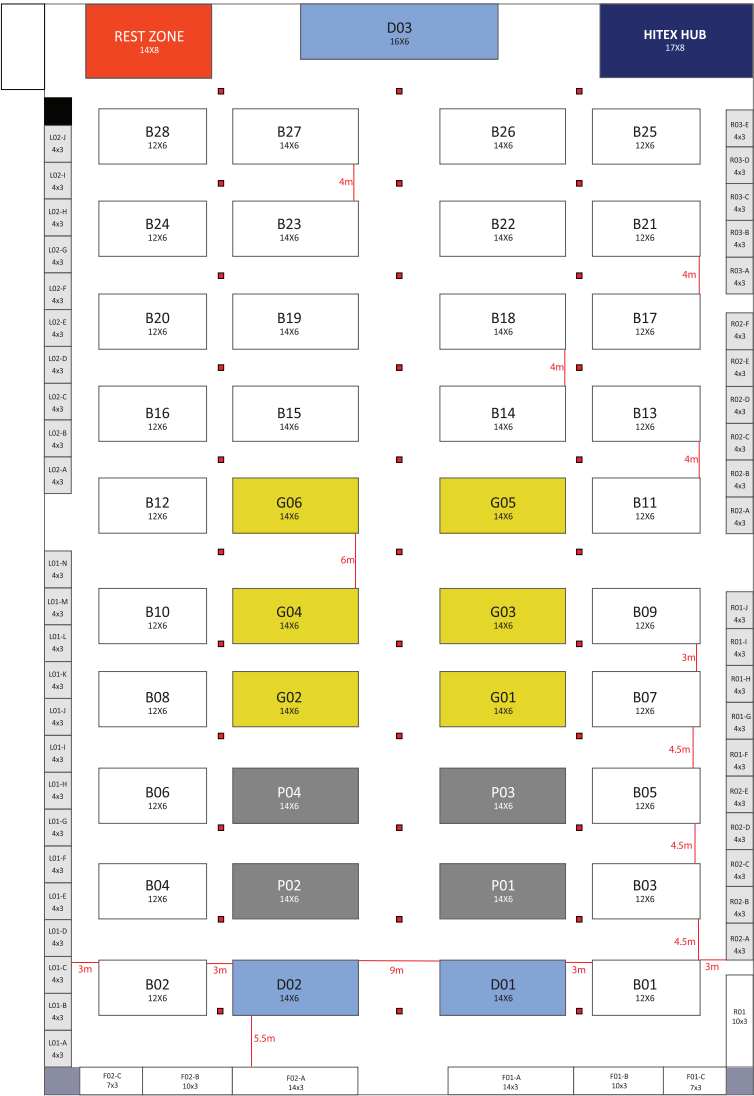 REST ZONE
14X8
D03
16X6
HITEX HUB
17X8
B28
12X6
B27
14X6
B26
14X6
B25
12X6
4m
B24
12X6
B23
14X6
B22
14X6
B21
12X6
4m
B20
12X6
B19
14X6
B18
14X6
B17
12X6
4m
B16
12X6
B15
14X6
B14
14X6
B13
12X6
4m
B12
12X6
G06
14X6
G05
14X6
B11
12X6
6m
B10
12X6
G04
14X6
G03
14X6
B09
12X6
3m
B08
12X6
G02
14X6
G01
14X6
B07
12X6
4.5m
B06
12X6
P04
14X6
P03
14X6
B05
12X6
4.5m
B04
12X6
P02
14X6
P01
14X6
B03
12X6
4.5m
3m
3m
9m
3m
3m
B02
12X6
D02
14X6
D01
14X6
B01
12X6
5.5m
L02-J
4x3
L02-I
4x3
L02-H
4x3
L02-G
4x3
L02-F
4x3
L02-E
4x3
L02-D
4x3
L02-C
4x3
L02-B
4x3
L02-A
4x3
L01-N
4x3
L01-M
4x3
L01-L
4x3
L01-K
4x3
L01-J
4x3
L01-I
4x3
L01-H
4x3
L01-G
4x3
L01-F
4x3
L01-E
4x3
L01-D
4x3
L01-C
4x3
L01-B
4x3
L01-A
4x3
R03-E
4x3
R03-D
4x3
R03-C
4x3
R03-B
4x3
R03-A
4x3
R02-F
4x3
R02-E
4x3
R02-D
4x3
R02-C
4x3
R02-B
4x3
R02-A
4x3
R01-J
4x3
R01-I
4x3
R01-H
4x3
R01-G
4x3
R01-F
4x3
R02-E
4x3
R02-D
4x3
R02-C
4x3
R02-B
4x3
R02-A
4x3
R01
10x3
F02-C
7x3
F02-B
10x3
F02-A
14x3
F01-A
14x3
F01-B
10x3
F01-C
7x3